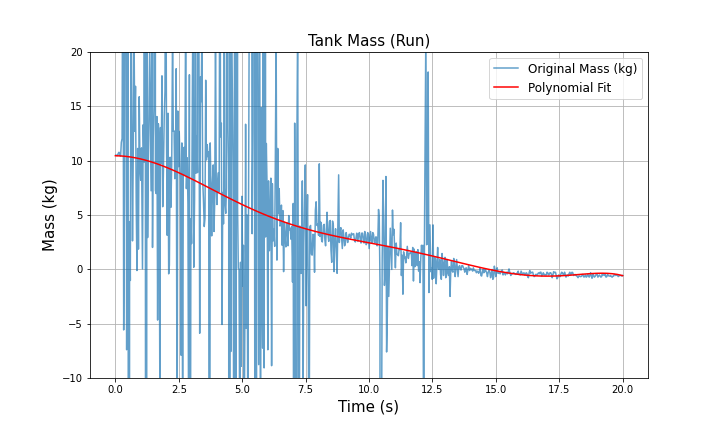 Tank Mass (Run)
Original Mass (kg)
Polynomial Fit
20
15
10
5
0
−5
−10
Mass (kg)
0.0 2.5 5.0 7.5 10.0 12.5 15.0 17.5 20.0
Time (s)